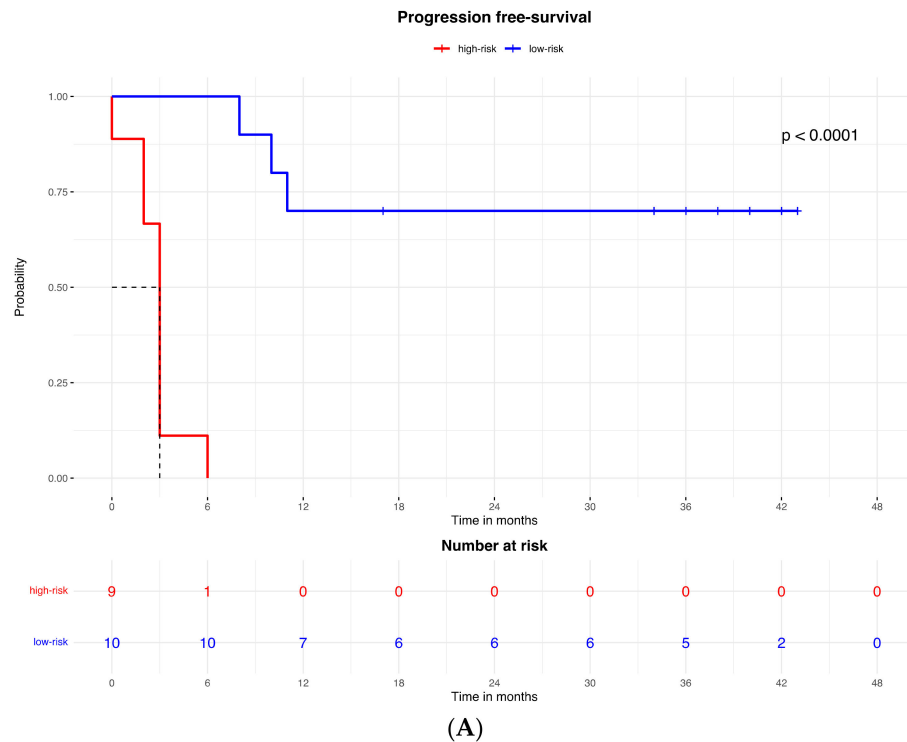 Progression free-survival
high-risk low-risk
1.00
p < 0.0001
0.75
0.50
0.25
0.00
Probability
0 6 12 18 24 30 36 42 48
Time in months
Number at risk
high-risk 9 1 0 0 0 0 0 0 0
low-risk 10 10 7 6 6 6 5 2 0
0 6 12 18 24 30 36 42 48
Time in months
(A)